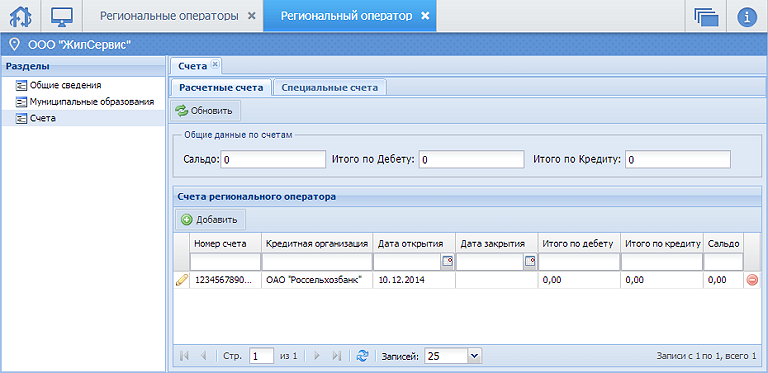 Региональные операторы
Региональный оператор
ООО "ЖилСервис"
Разделы
Общие сведения
Муниципальные образования
Счета
Счета
Расчетные счета Специальные счета
Обновить
Общие данные по счетам
Сальдо: 0 Итого по Дебету: 0 Итого по Кредиту: 0
Счета регионального оператора
Добавить
Номер счета Кредитная организация Дата открытия Дата закрытия Итого по дебету Итого по кредиту Сальдо
1234567890... ОАО "Россельхозбанк" 10.12.2014 0,00 0,00 0,00
Стр. 1 из 1 Записей: 25 Записи с 1 по 1, всего 1